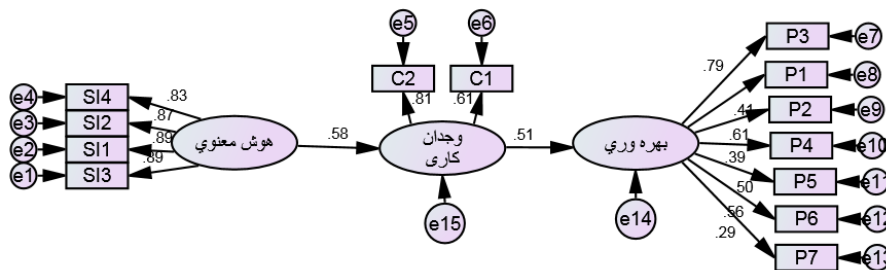 e5
e6
P3
e7
.79
C2
C1
P1
e8
e4
SI4
.83
.81
.61
.41
P2
e9
e3
SI2
.87
هوش معنوي
.58
وجدان
کاری
.51
بهره وري
.61
P4
e10
e2
SI1
.89
.39
P5
e1
SI3
.89
.50
P6
e12
e15
e14
.56
.29
P7